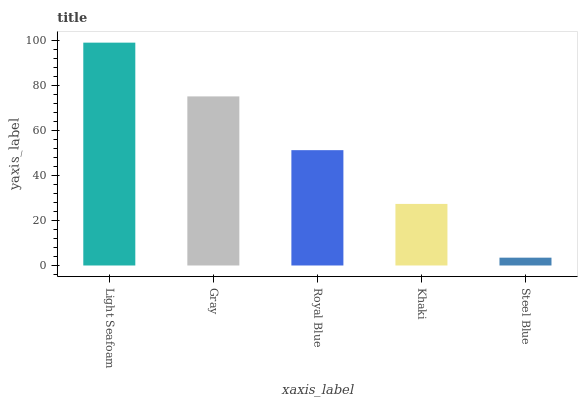 title
yaxis_label
100
80
60
40
20
0
Light Seafoam
Gray
Royal Blue
Khaki
Steel Blue
xaxis_label